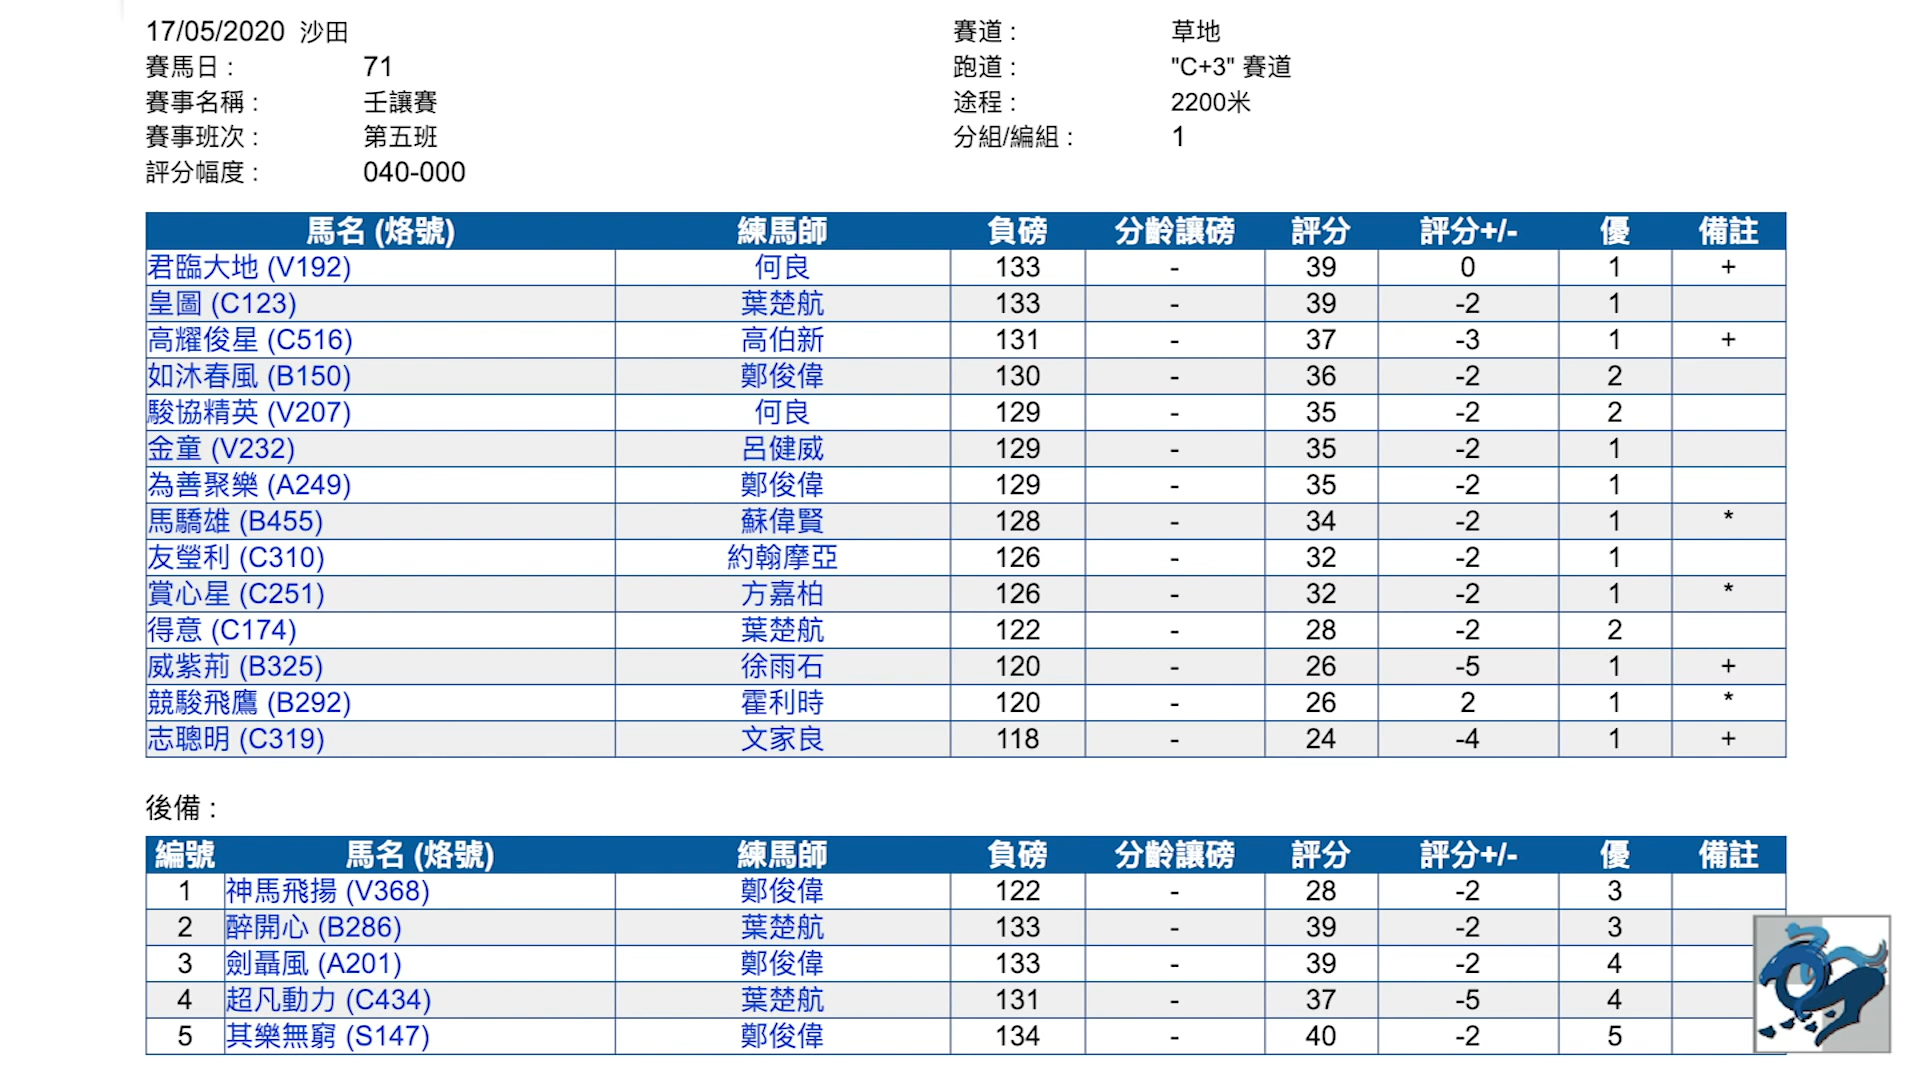 17/05/2020 沙田 賽道 : 草地
賽馬日 : 71 跑道 : "C+3" 賽道
賽事名稱 : 壬讓賽 途程 : 2200米
賽事班次 : 第五班 分組/編組 : 1
評分幅度 : 040-000
馬名 (烙號) 練馬師 負磅 分齡讓磅 評分 評分+/- 優 備註
君臨大地 (V192) 何良 133 - 39 0 1 +
皇圖 (C123) 葉楚航 133 - 39 -2 1
高耀俊星 (C516) 高伯新 131 - 37 -3 1 +
如沐春風 (B150) 鄭俊偉 130 - 36 -2 2
駿協精英 (V207) 何良 129 - 35 -2 2
金童 (V232) 呂健威 129 - 35 -2 1
為善聚樂 (A249) 鄭俊偉 129 - 35 -2 1
馬驕雄 (B455) 蘇偉賢 128 - 34 -2 1 *
友瑩利 (C310) 約翰摩亞 126 - 32 -2 1
賞心星 (C251) 方嘉柏 126 - 32 -2 1 *
得意 (C174) 葉楚航 122 - 28 -2 2
威紫荊 (B325) 徐雨石 120 - 26 -5 1 +
競駿飛鷹 (B292) 霍利時 120 - 26 2 1 *
志聰明 (C319) 文家良 118 - 24 -4 1 +
後備 :
編號 馬名 (烙號) 練馬師 負磅 分齡讓磅 評分 評分+/- 優 備註
1 神馬飛揚 (V368) 鄭俊偉 122 - 28 -2 3
2 醉開心 (B286) 葉楚航 133 - 39 -2 3
3 劍聶風 (A201) 鄭俊偉 133 - 39 -2 4
4 超凡動力 (C434) 葉楚航 131 - 37 -5 4
5 其樂無窮 (S147) 鄭俊偉 134 - 40 -2 5